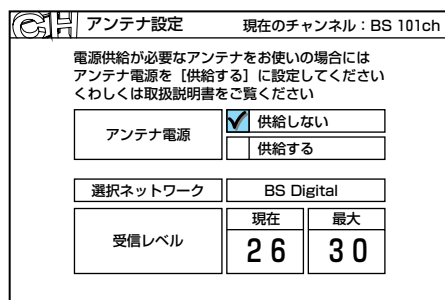 CH アンテナ設定 現在のチャンネル：BS 101ch
電源供給が必要なアンテナをお使いの場合には
アンテナ電源を［供給する］に設定してください
くわしくは取扱説明書をご覧ください
アンテナ電源
供給しない
供給する
選択ネットワーク BS Digital
受信レベル
現在 最大
26 30